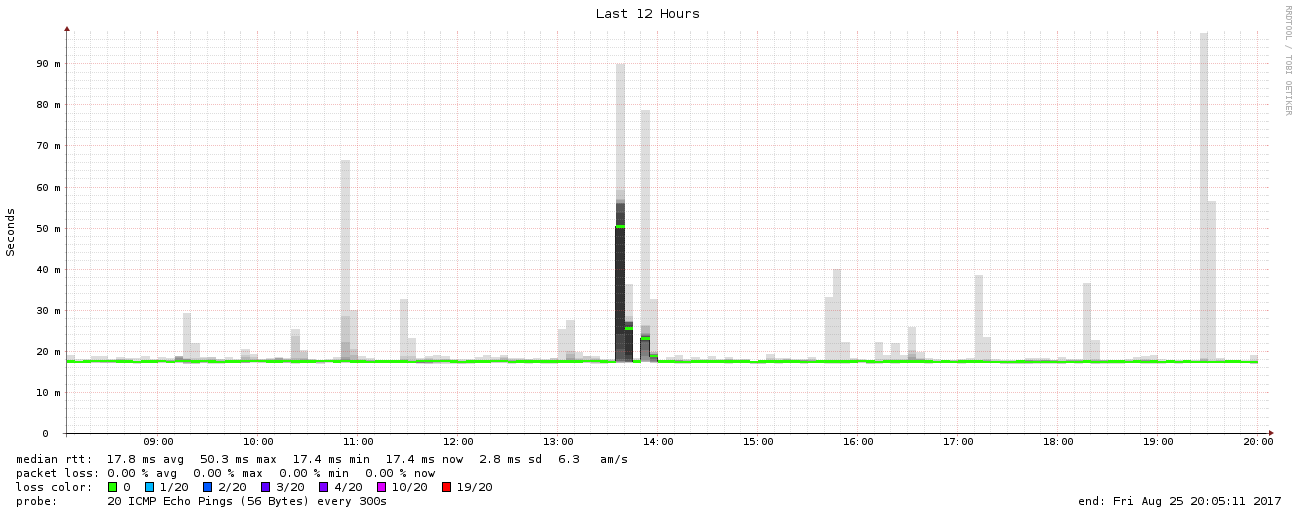 Last 12 Hours
RRDTOOL / TOBI OETIKER
Seconds
90 m
80 m
70 m
60 m
50 m
40 m
30 m
20 m
10 m
0
09:00 10:00 11:00 12:00 13:00 14:00 15:00 16:00 17:00 18:00 19:00 20:00
median rtt: 17.8 ms avg 50.3 ms max 17.4 ms min 17.4 ms now 2.8 ms sd 6.3 am/s
packet loss: 0.00 % avg 0.00 % max 0.00 % min 0.00 % now
loss color: 0 1/20 2/20 3/20 4/20 10/20 19/20
probe: 20 ICMP Echo Pings (56 Bytes) every 300s end: Fri Aug 25 20:05:11 2017